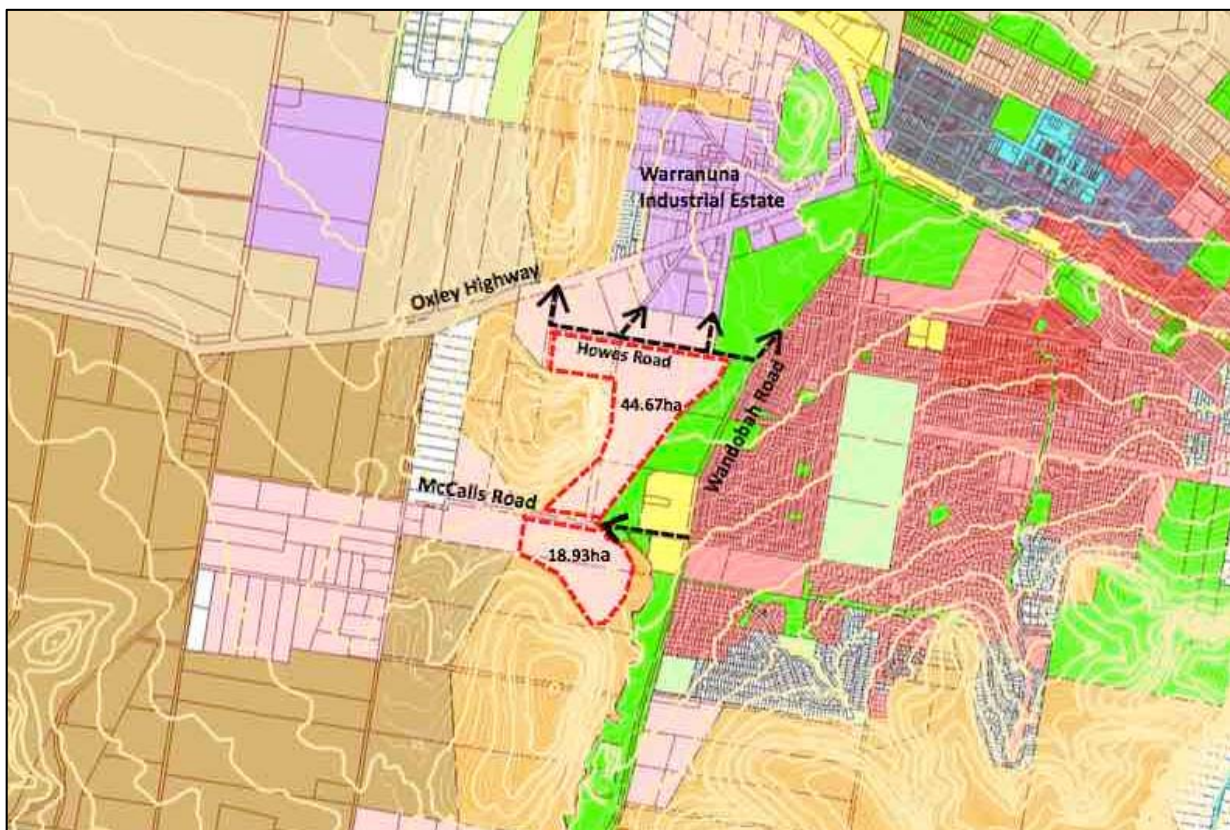 Warranuna
Industrial Estate
Oxley Highway
Howes Road
44.67ha
Wandobah Road
McCalls Road
18.93ha